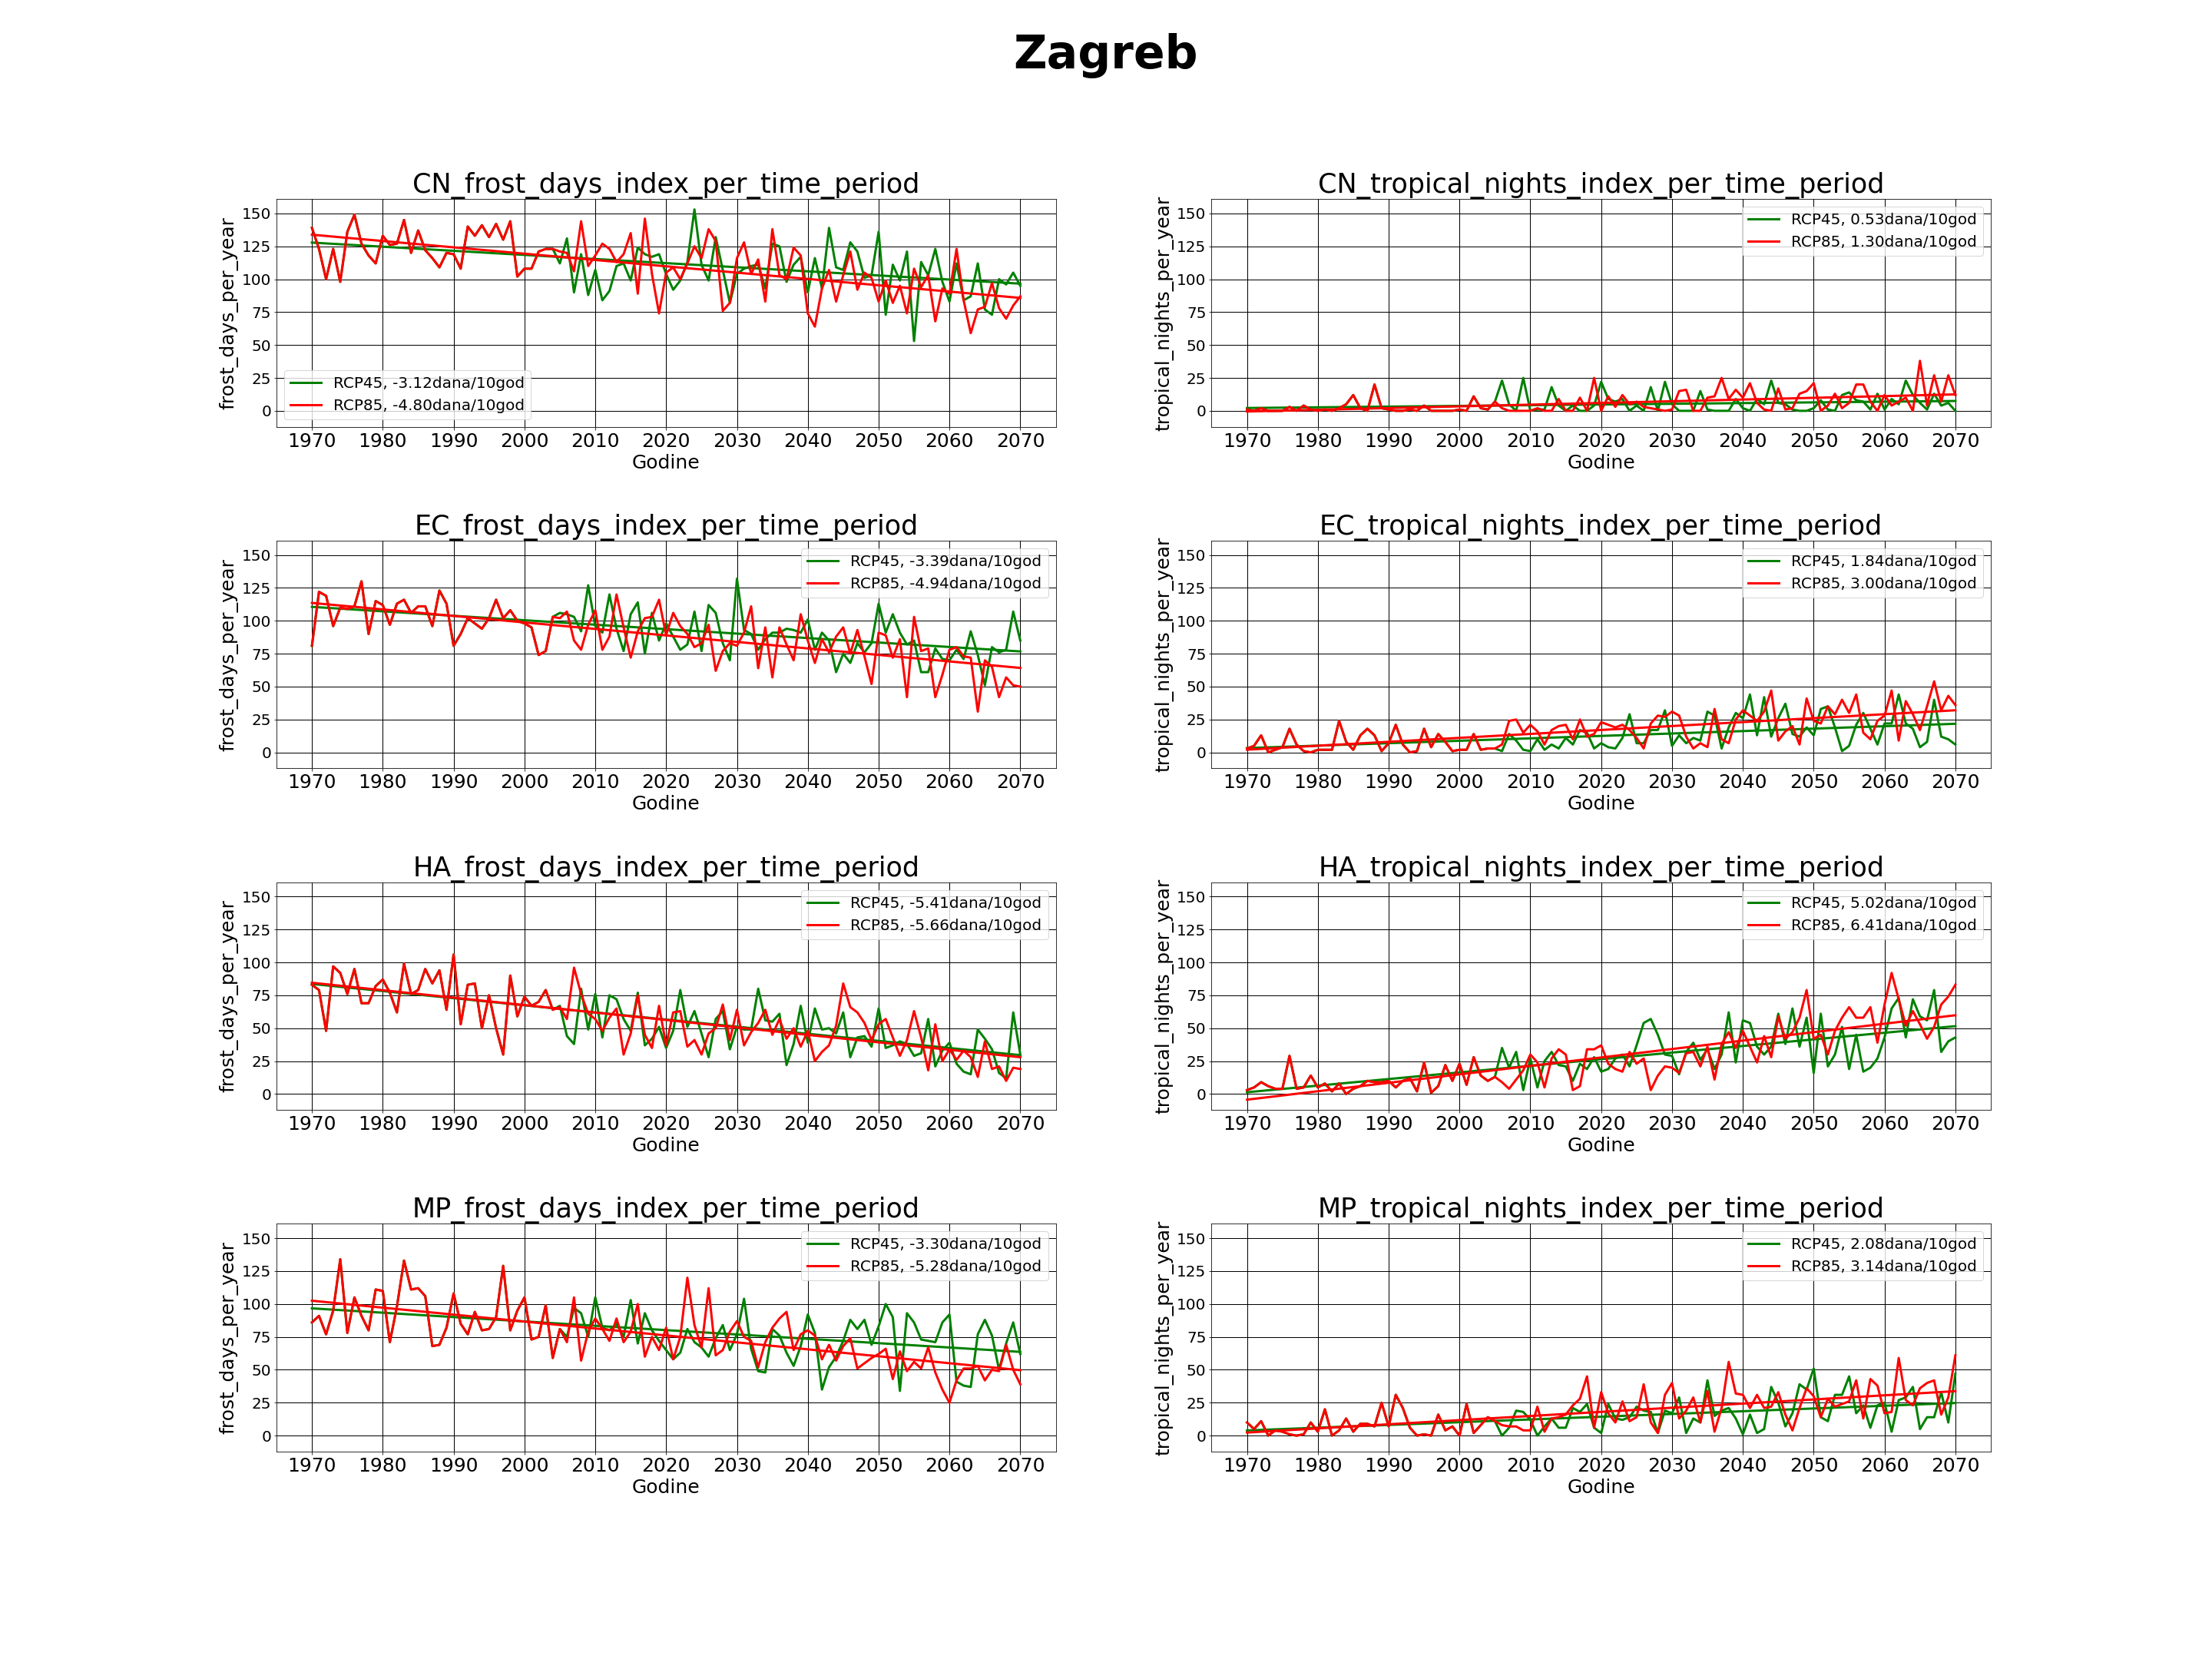 Zagreb
CN_frost_days_index_per_time_period
frost_days_per_year
150
125
100
75
50
25
0
RCP45, -3.12dana/10god
RCP85, -4.80dana/10god
1970 1980 1990 2000 2010 2020 2030 2040 2050 2060 2070
Godine
CN_tropical_nights_index_per_time_period
tropical_nights_per_year
150
125
100
75
50
25
0
RCP45, 0.53dana/10god
RCP85, 1.30dana/10god
1970 1980 1990 2000 2010 2020 2030 2040 2050 2060 2070
Godine
EC_frost_days_index_per_time_period
frost_days_per_year
150
125
100
75
50
25
0
RCP45, -3.39dana/10god
RCP85, -4.94dana/10god
1970 1980 1990 2000 2010 2020 2030 2040 2050 2060 2070
Godine
EC_tropical_nights_index_per_time_period
tropical_nights_per_year
150
125
100
75
50
25
0
RCP45, 1.84dana/10god
RCP85, 3.00dana/10god
1970 1980 1990 2000 2010 2020 2030 2040 2050 2060 2070
Godine
HA_frost_days_index_per_time_period
frost_days_per_year
150
125
100
75
50
25
0
RCP45, -5.41dana/10god
RCP85, -5.66dana/10god
1970 1980 1990 2000 2010 2020 2030 2040 2050 2060 2070
Godine
HA_tropical_nights_index_per_time_period
tropical_nights_per_year
150
125
100
75
50
25
0
RCP45, 5.02dana/10god
RCP85, 6.41dana/10god
1970 1980 1990 2000 2010 2020 2030 2040 2050 2060 2070
Godine
MP_frost_days_index_per_time_period
frost_days_per_year
150
125
100
75
50
25
0
RCP45, -3.30dana/10god
RCP85, -5.28dana/10god
1970 1980 1990 2000 2010 2020 2030 2040 2050 2060 2070
Godine
MP_tropical_nights_index_per_time_period
tropical_nights_per_year
150
125
100
75
50
25
0
RCP45, 2.08dana/10god
RCP85, 3.14dana/10god
1970 1980 1990 2000 2010 2020 2030 2040 2050 2060 2070
Godine